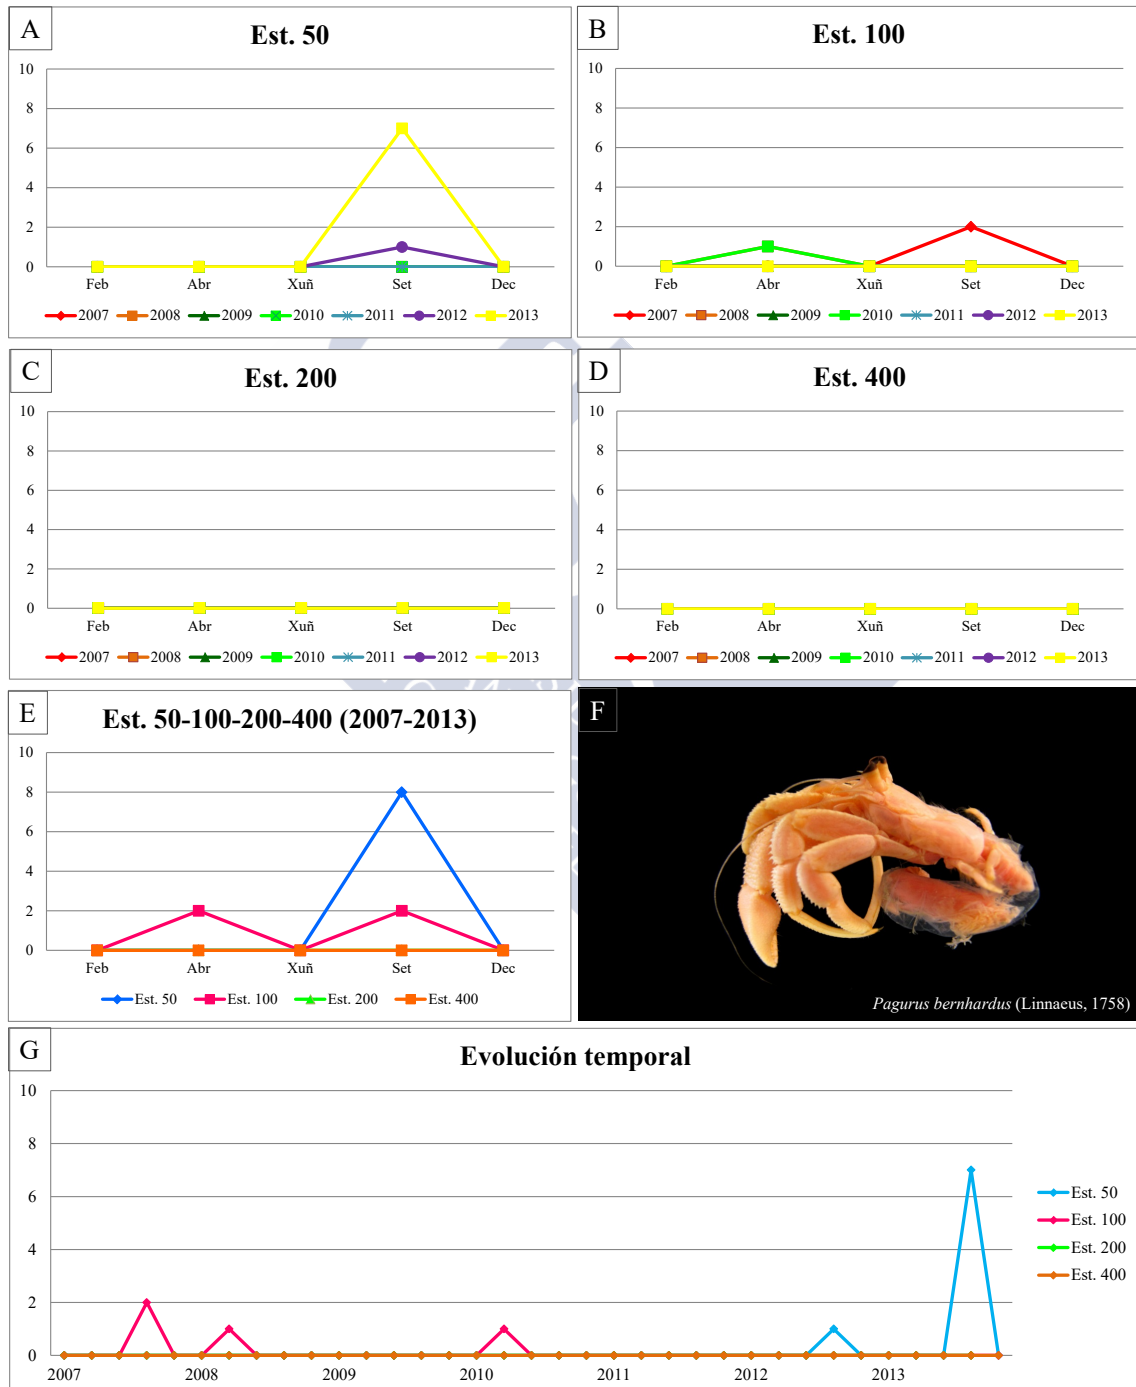 A
Est. 50
10
8
6
4
2
0
Feb Abr Xuñ Set Dec
2007 2008 2009 2010 2011 2012 2013
B
Est. 100
10
8
6
4
2
0
Feb Abr Xuñ Set Dec
2007 2008 2009 2010 2011 2012 2013
C
Est. 200
10
8
6
4
2
0
Feb Abr Xuñ Set Dec
2007 2008 2009 2010 2011 2012 2013
D
Est. 400
10
8
6
4
2
0
Feb Abr Xuñ Set Dec
2007 2008 2009 2010 2011 2012 2013
E
Est. 50-100-200-400 (2007-2013)
10
8
6
4
2
0
Feb Abr Xuñ Set Dec
Est. 50 Est. 100 Est. 200 Est. 400
F
Pagurus bernhardus (Linnaeus, 1758)
G
Evolución temporal
10
8
6
4
2
0
2007 2008 2009 2010 2011 2012 2013
Est. 50
Est. 100
Est. 200
Est. 400